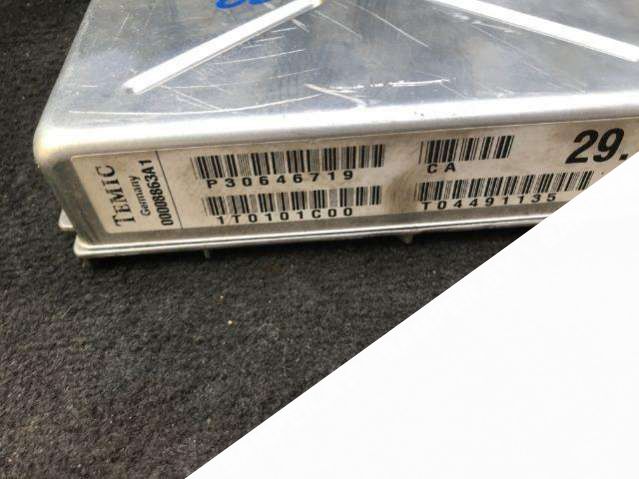 TEMIC
Germany
00008863A1
P30646719
CA
29.
1T0101C00
T04491135